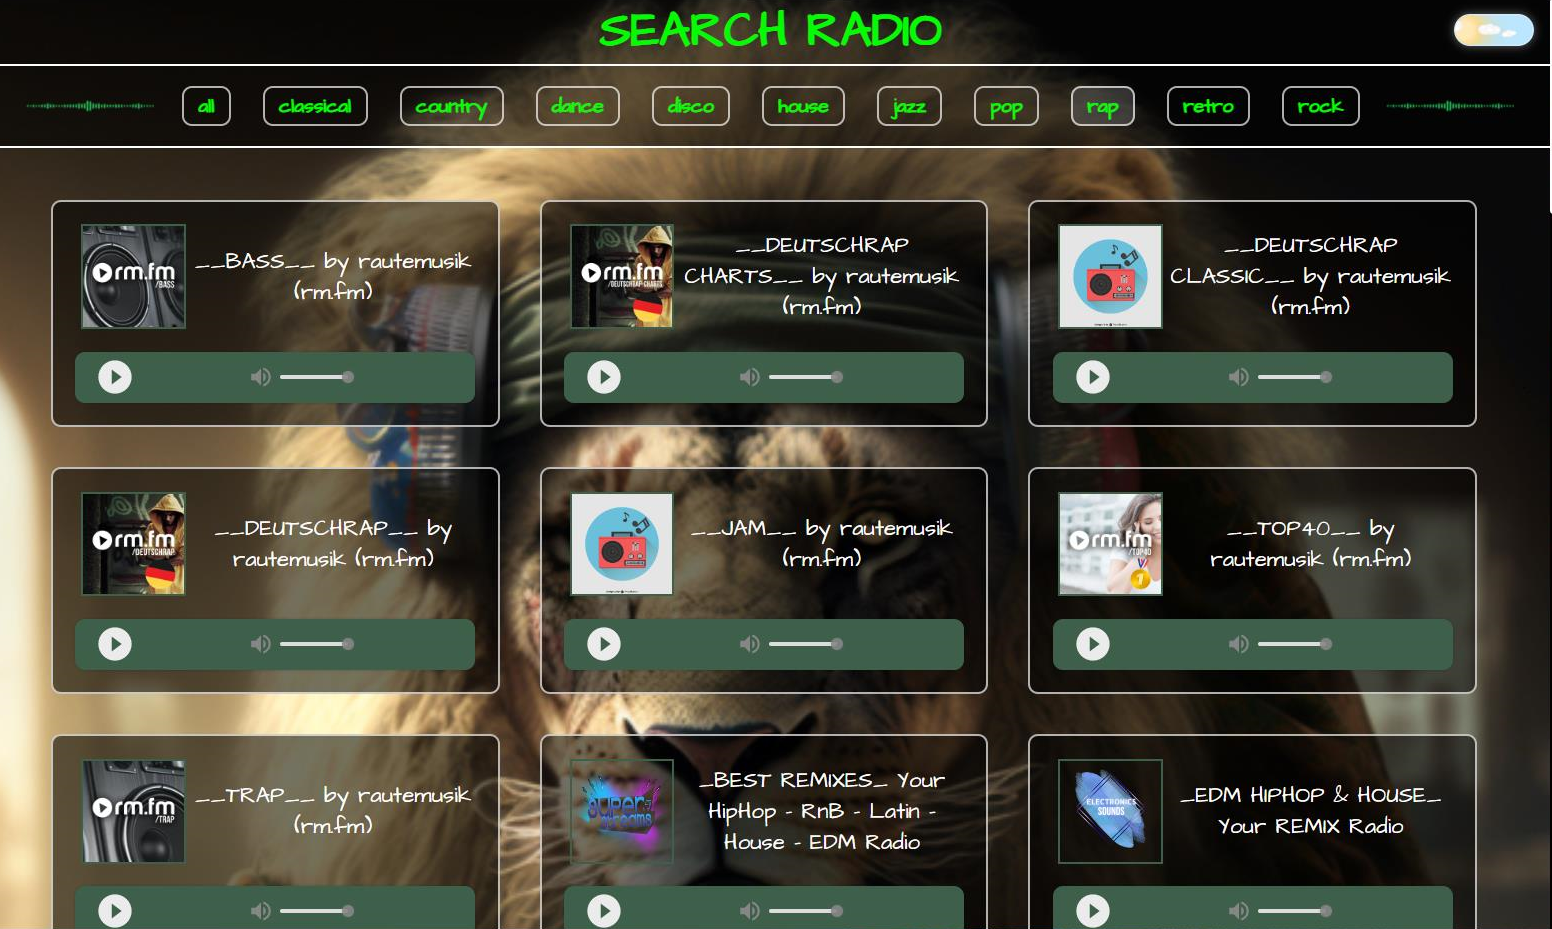 SEARCH RADIO
all classical country dance disco house jazz pop rap retro rock
rm.fm
/BASS
__BASS__ by rautemusik
(rm.fm)
rm.fm
/DEUTSCHRAP CHARTS
__DEUTSCHRAP
CHARTS__ by rautemusik
(rm.fm)
__DEUTSCHRAP
CLASSIC__ by rautemusik
(rm.fm)
rm.fm
/DEUTSCHRAP
__DEUTSCHRAP__ by
rautemusik (rm.fm)
__JAM__ by rautemusik
(rm.fm)
rm.fm
/TOP40
1
__TOP40__ by
rautemusik (rm.fm)
rm.fm
/TRAP
__TRAP__ by rautemusik
(rm.fm)
super
streams
_BEST REMIXES_ Your
HipHop - RnB - Latin -
House - EDM Radio
ELECTRONICS
SOUNDS
_EDM HIPHOP & HOUSE_
Your REMIX Radio